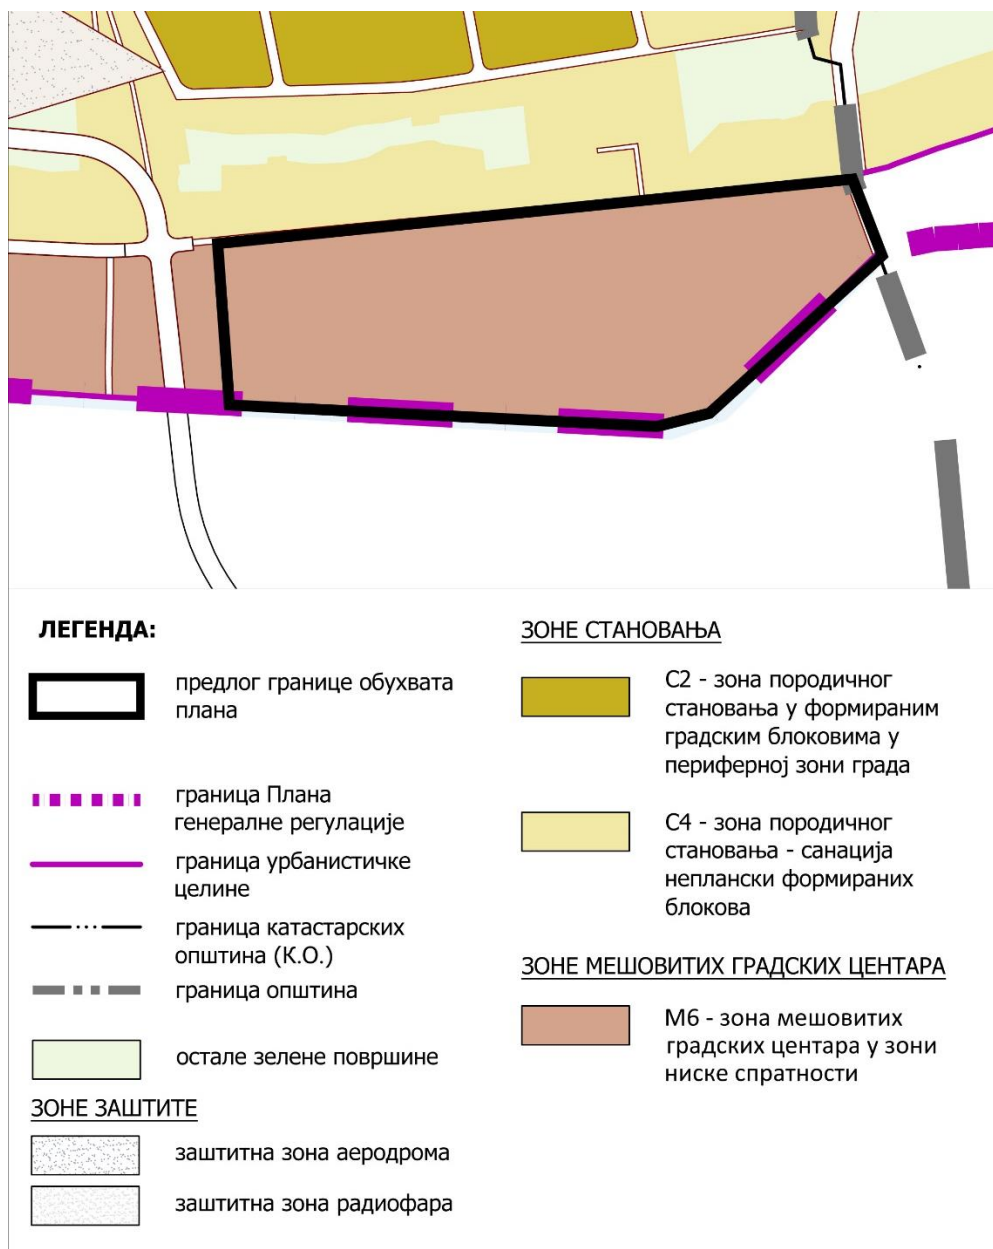 ЛЕГЕНДА:
предлог границе обухвата
плана
граница Плана
генералне регулације
граница урбанистичке
целине
граница катастарских
општина (К.О.)
граница општина
остале зелене површине
ЗОНЕ ЗАШТИТЕ
заштитна зона аеродрома
заштитна зона радиофара
ЗОНЕ СТАНОВАЊА
С2 - зона породичног
становања у формираним
градским блоковима у
периферној зони града
С4 - зона породичног
становања - санација
неплански формираних
блокова
ЗОНЕ МЕШОВИТИХ ГРАДСКИХ ЦЕНТАРА
М6 - зона мешовитих
градских центара у зони
ниске спратности